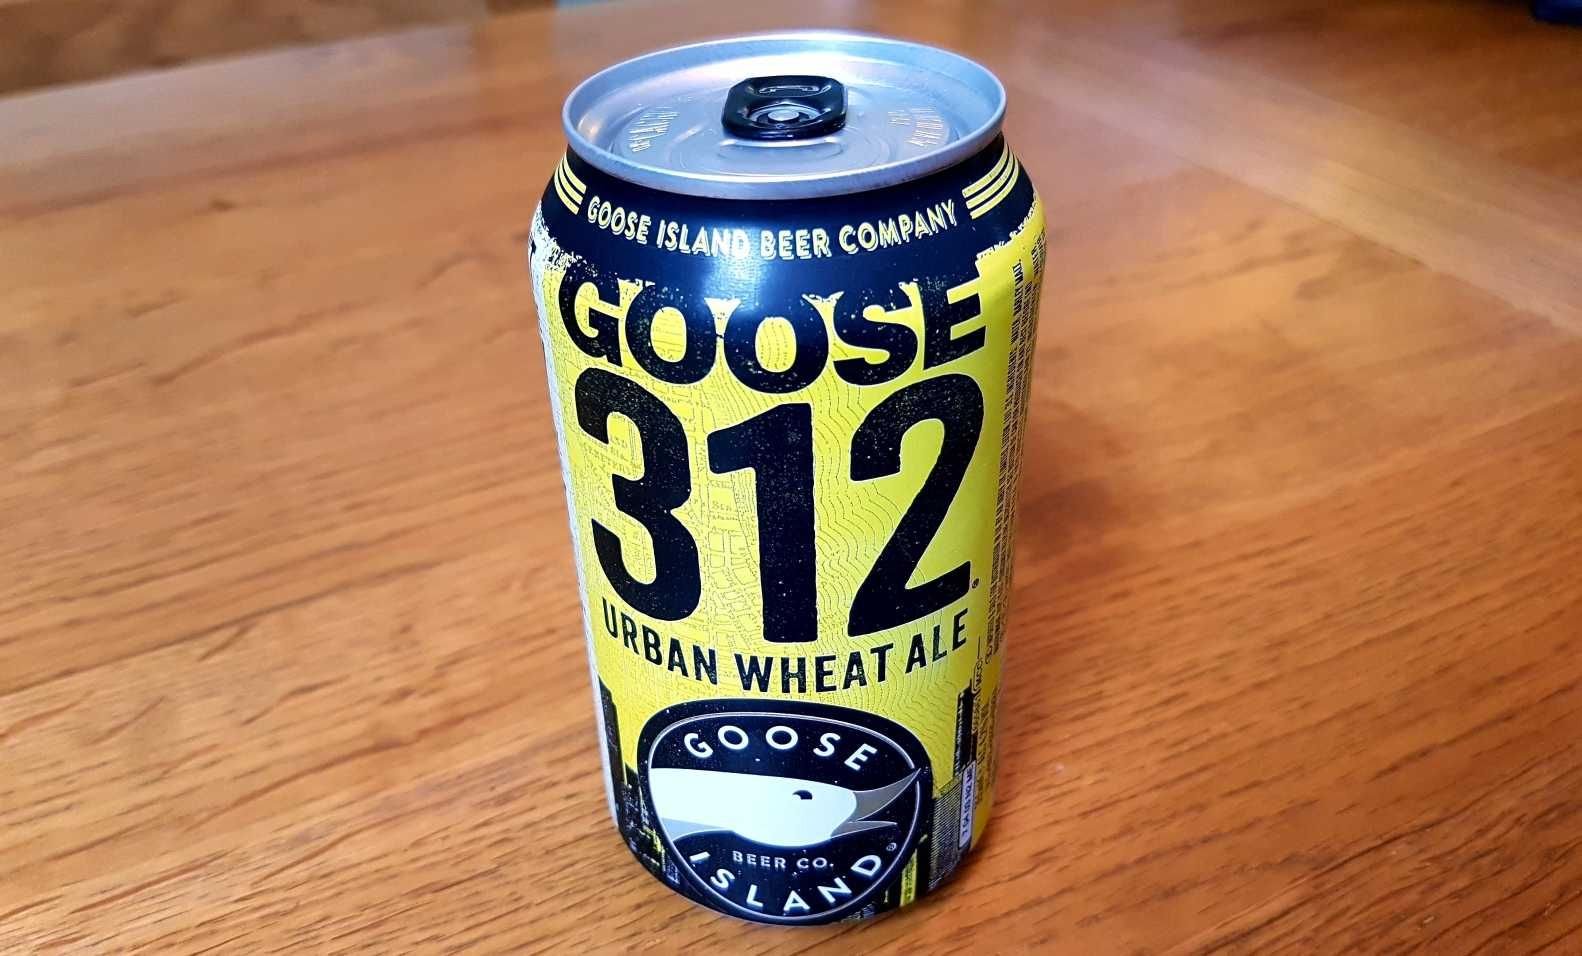 GOOSE ISLAND BEER COMPANY
GOOSE
312®
URBAN WHEAT ALE
GOOSE
BEER CO.
ISLAND®